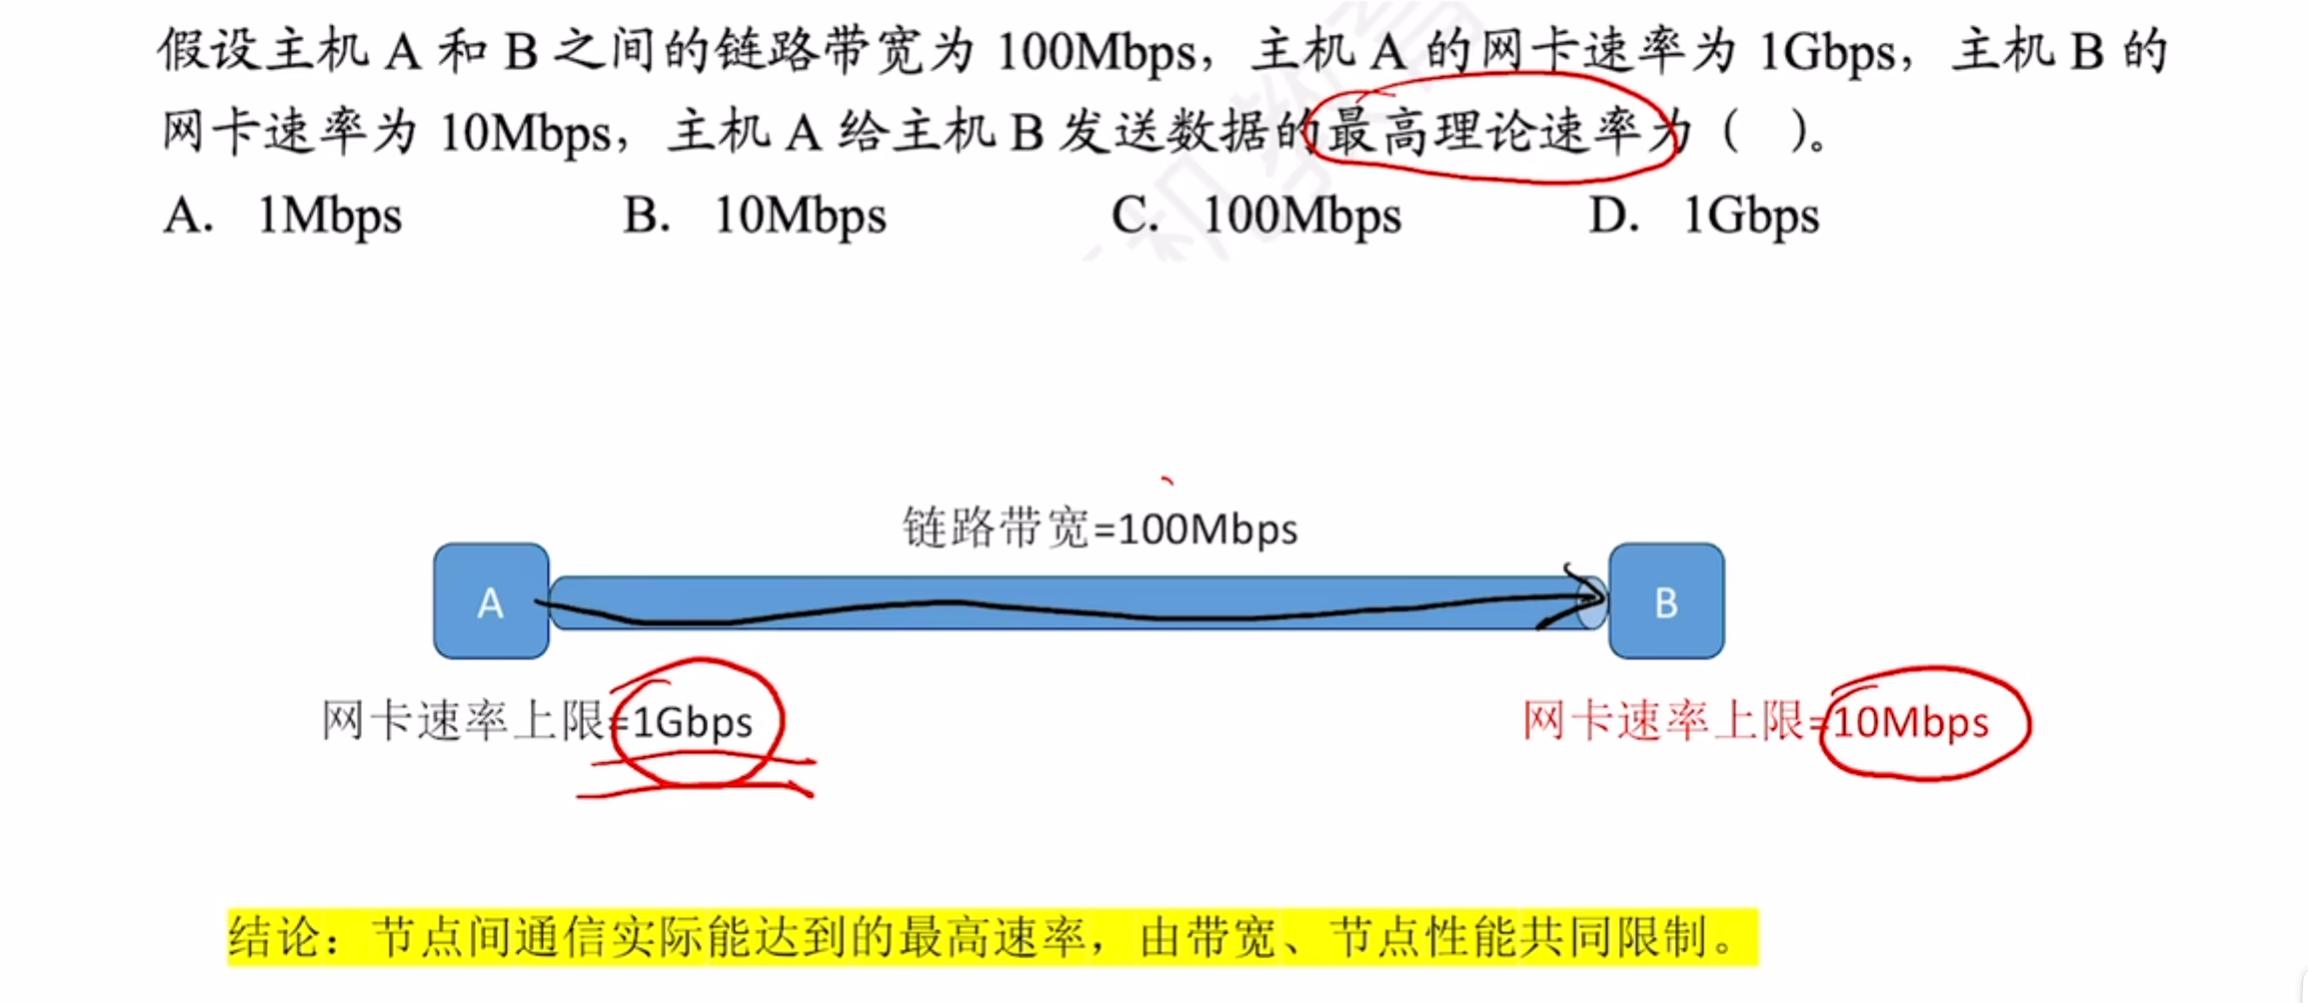 假设主机 A 和 B 之间的链路带宽为 100Mbps，主机 A 的网卡速率为 1Gbps，主机 B 的
网卡速率为 10Mbps，主机 A 给主机 B 发送数据的最高理论速率为（ ）。
A. 1Mbps B. 10Mbps C. 100Mbps D. 1Gbps
链路带宽=100Mbps
A
B
网卡速率上限=1Gbps
网卡速率上限=10Mbps
结论：节点间通信实际能达到的最高速率，由带宽、节点性能共同限制。